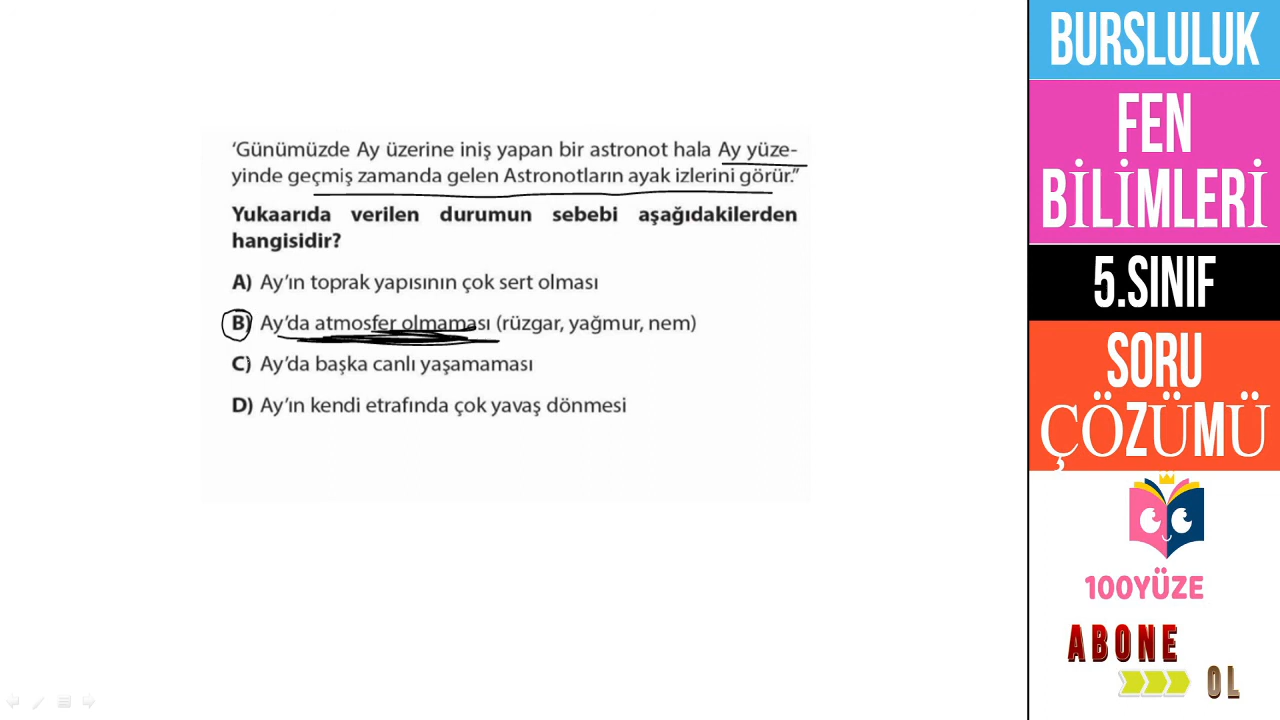 ‘Günümüzde Ay üzerine iniş yapan bir astronot hala Ay yüze-
yinde geçmiş zamanda gelen Astronotların ayak izlerini görür.”
Yukaarıda verilen durumun sebebi aşağıdakilerden
hangisidir?
A) Ay’ın toprak yapısının çok sert olması
B) Ay’da atmosfer olmaması (rüzgar, yağmur, nem)
C) Ay’da başka canlı yaşamaması
D) Ay’ın kendi etrafında çok yavaş dönmesi
BURSLULUK
FEN
BİLİMLERİ
5.SINIF
SORU
ÇÖZÜMÜ
100YÜZE
ABONE
OL